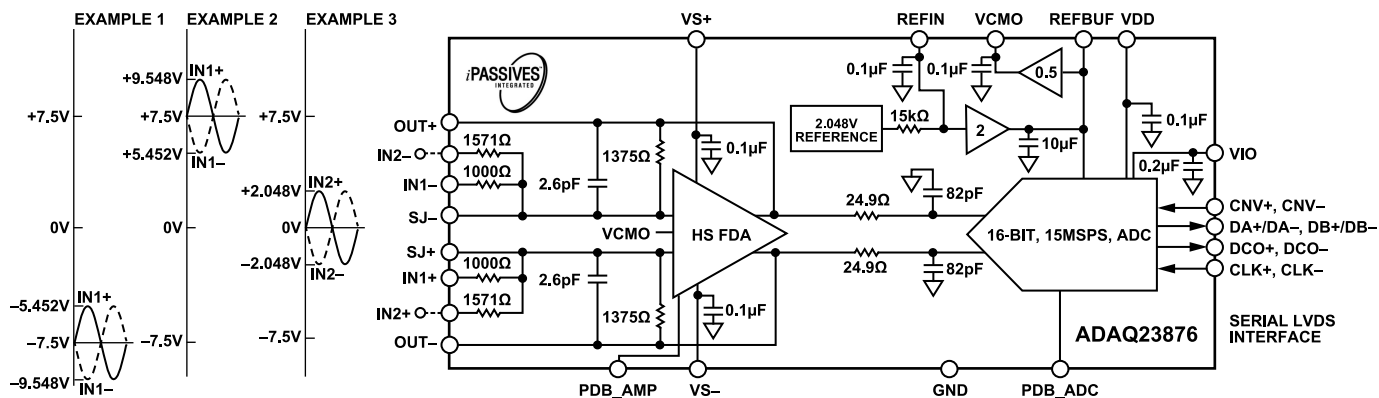 EXAMPLE 1 EXAMPLE 2 EXAMPLE 3
+9.548V
IN1+
+7.5V +7.5V +7.5V
+5.452V
IN1–
+2.048V
IN2+
0V 0V 0V
–2.048V
IN2–
–5.452V
IN1+
–7.5V –7.5V –7.5V
–9.548V
IN1–
VS+ REFIN VCMO REFBUF VDD
iPASSIVES
INTEGRATED
0.1µF 0.1µF 0.5
OUT+
IN2–
IN1–
SJ–
SJ+
IN1+
IN2+
OUT–
1571Ω
1000Ω
2.6pF
1375Ω
0.1µF
VCMO
HS FDA
1000Ω
1571Ω
2.6pF
1375Ω
0.1µF
2.048V
REFERENCE
15kΩ
2
10µF
0.1µF
0.2µF
VIO
24.9Ω
82pF
24.9Ω
82pF
16-BIT, 15MSPS, ADC
CNV+, CNV–
DA+/DA–, DB+/DB–
DCO+, DCO–
CLK+, CLK–
ADAQ23876
SERIAL LVDS
INTERFACE
PDB_AMP VS– GND PDB_ADC